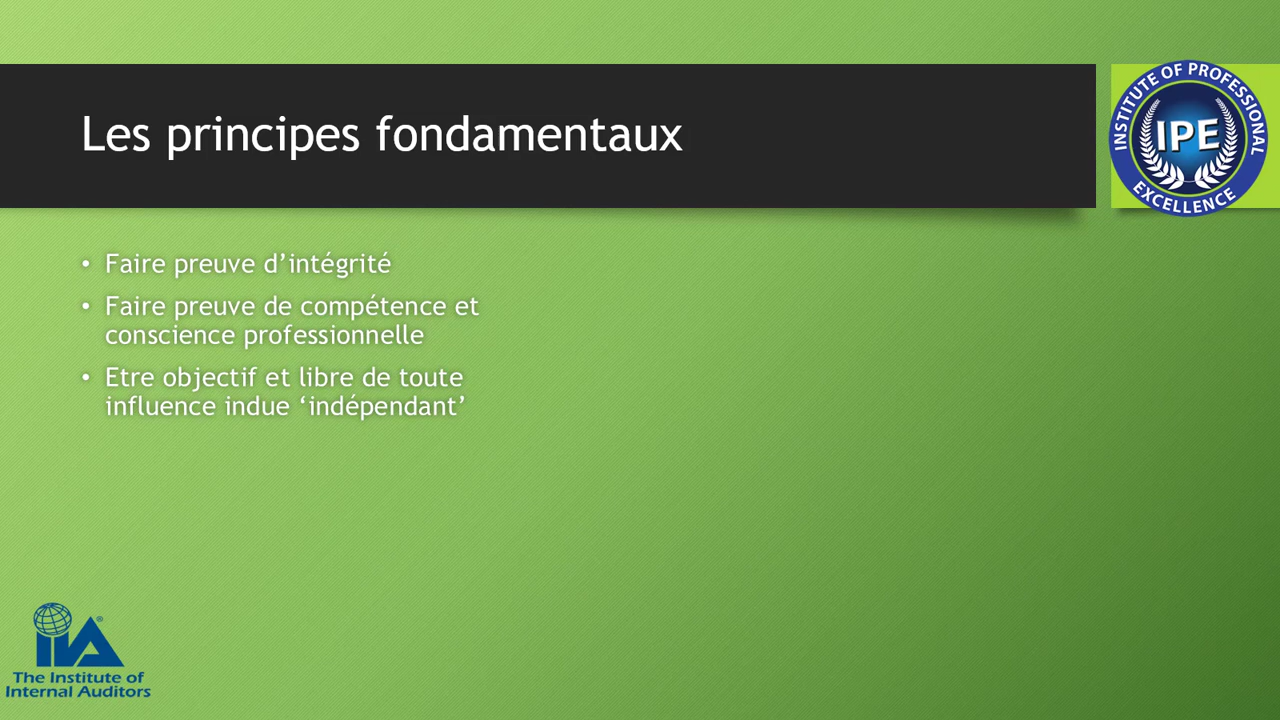 Les principes fondamentaux
INSTITUTE OF PROFESSIONAL
IPE
EXCELLENCE
• Faire preuve d’intégrité
• Faire preuve de compétence et
conscience professionnelle
• Etre objectif et libre de toute
influence indue ‘indépendant’
IIA®
The Institute of
Internal Auditors